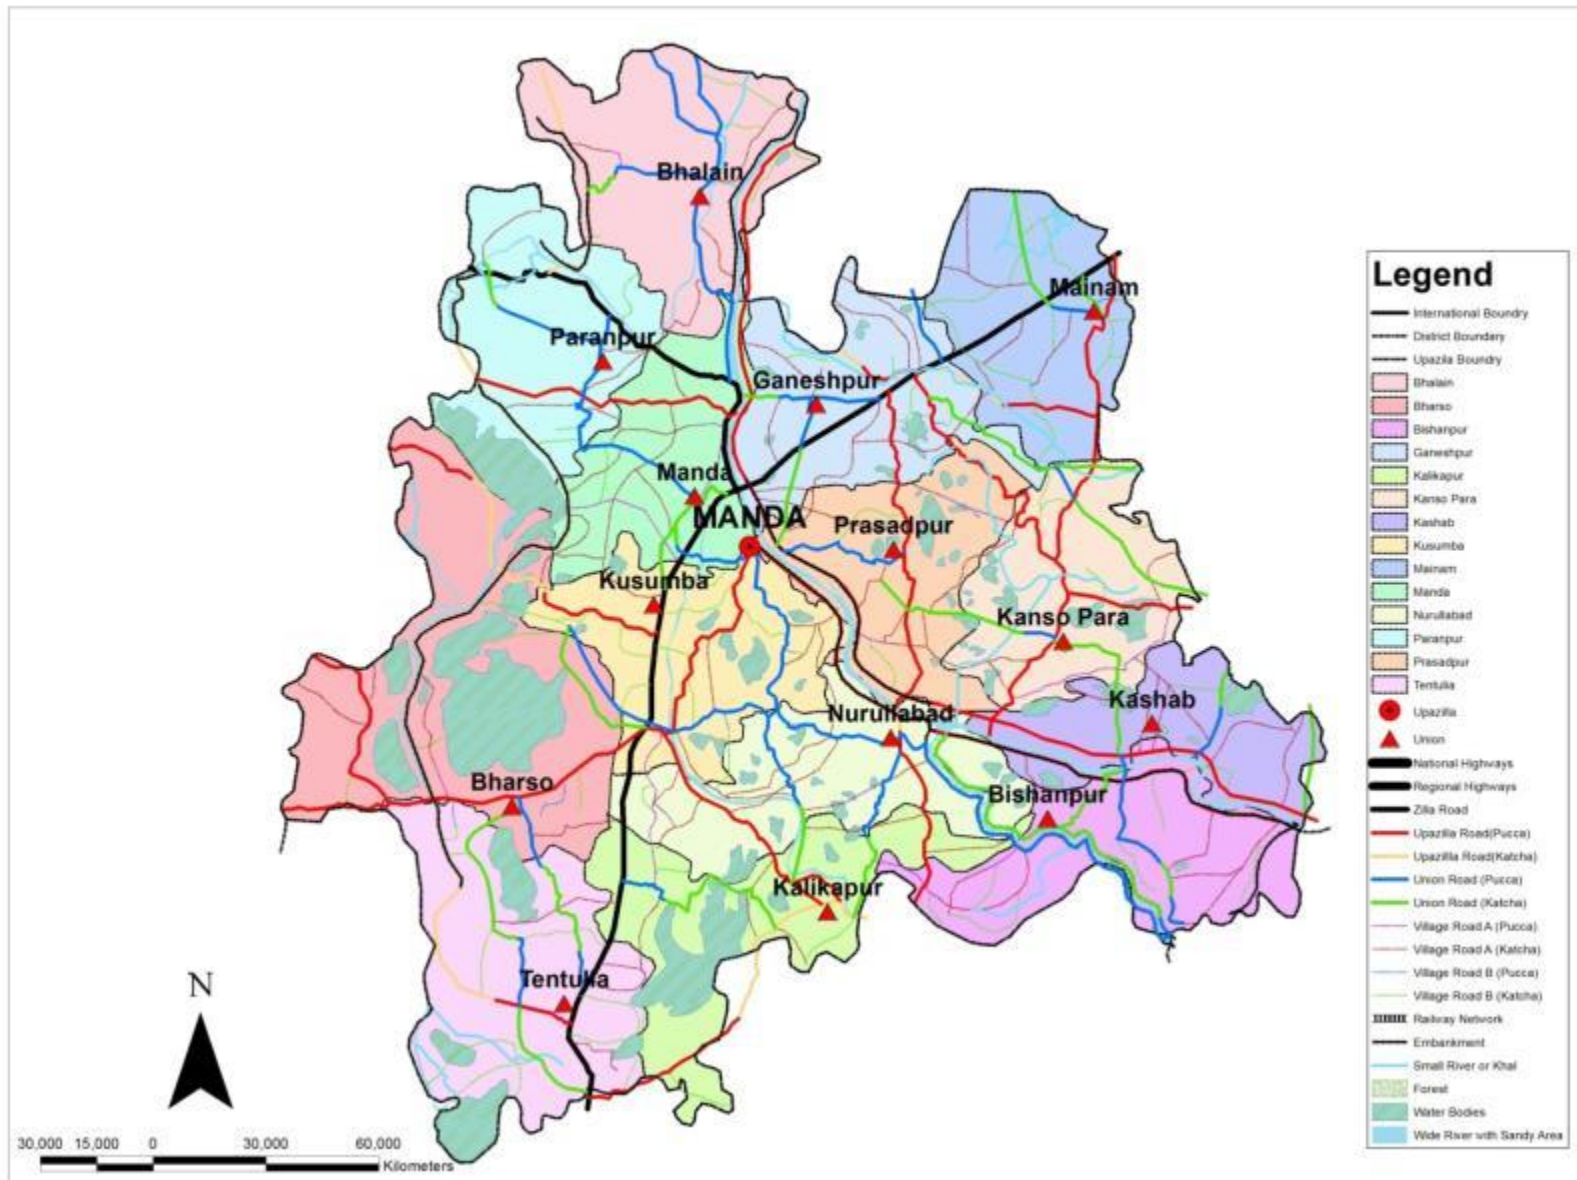 Bhalain
Mainam
Paranpur
Ganeshpur
Manda
MANDA
Prasadpur
Kusumba
Kanso Para
Kashab
Nurullabad
Bharso
Bishanpur
Kalikapur
Tentulia
N
30,000 15,000 0 30,000 60,000
Kilometers
Legend
International Boundry
District Boundary
Upazila Boundry
Bhalain
Bharso
Bishanpur
Ganeshpur
Kalikapur
Kanso Para
Kashab
Kusumba
Mainam
Manda
Nurullabad
Paranpur
Prasadpur
Tentulia
Upazilla
Union
National Highways
Regional Highways
Zilla Road
Upazilla Road(Pucca)
Upazillla Road(Katcha)
Union Road (Pucca)
Union Road (Katcha)
Village Road A (Pucca)
Village Road A (Katcha)
Village Road B (Pucca)
Village Road B (Katcha)
Railway Network
Embankment
Small River or Khal
Forest
Water Bodies
Wide River with Sandy Area